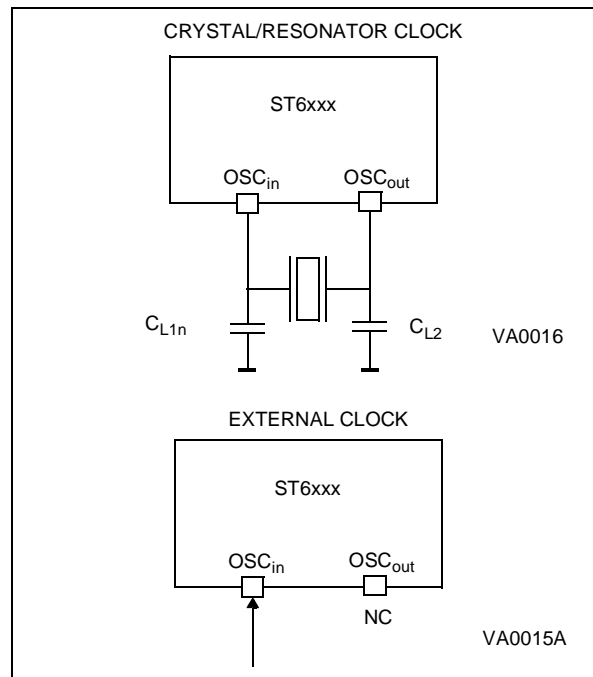 CRYSTAL/RESONATOR CLOCK
ST6xxx
OSCin OSCout
CL1n CL2
VA0016
EXTERNAL CLOCK
ST6xxx
OSCin OSCout
NC
VA0015A